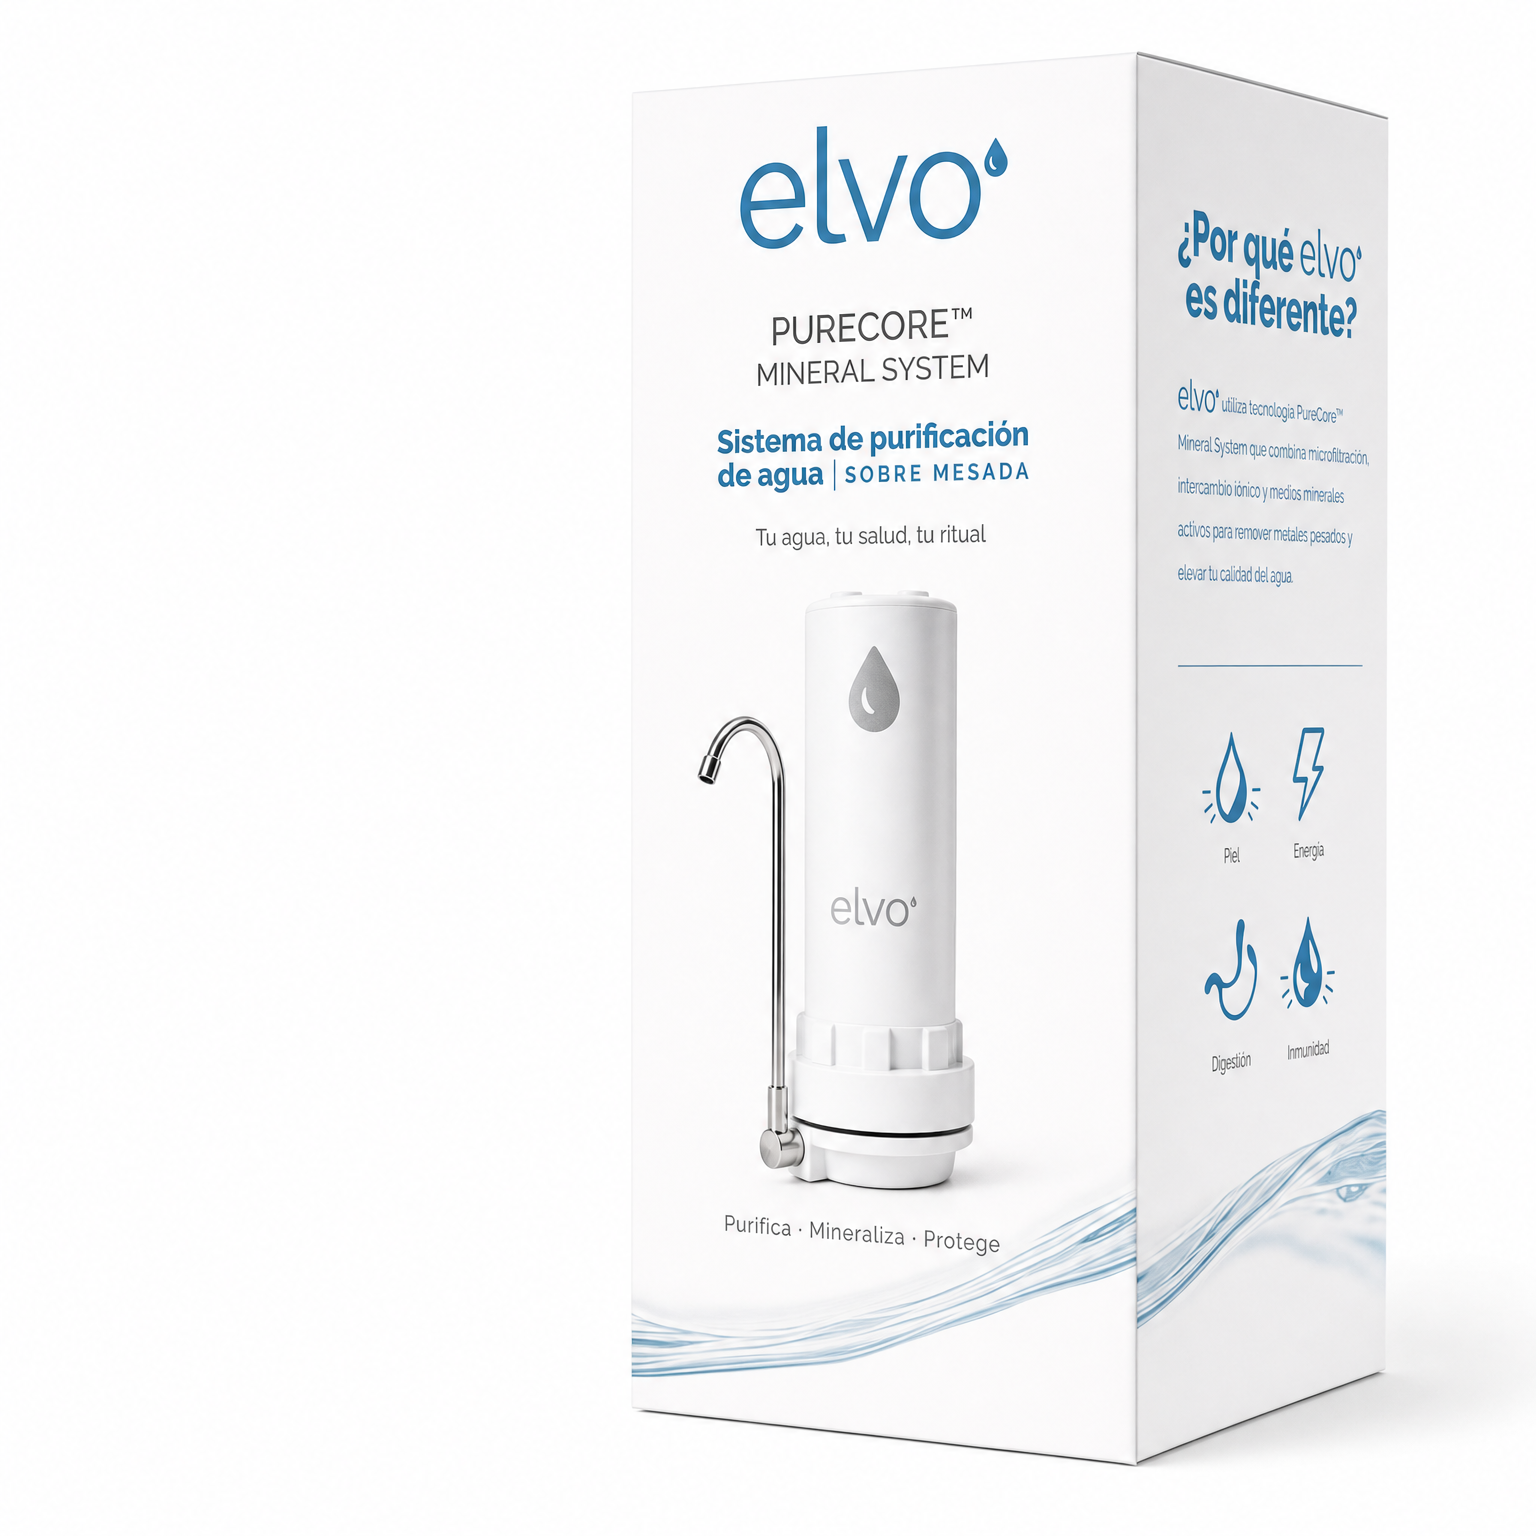 elvo
PURECORE™
MINERAL SYSTEM
Sistema de purificación
de agua | SOBRE MESADA
Tu agua, tu salud, tu ritual
elvo
Purifica · Mineraliza · Protege
¿Por qué elvo
es diferente?
elvo utiliza tecnología PureCore™
Mineral System que combina microfiltración,
intercambio iónico y medios minerales
activos para remover metales pesados y
elevar tu calidad del agua.
Piel
Energía
Digestión
Inmunidad